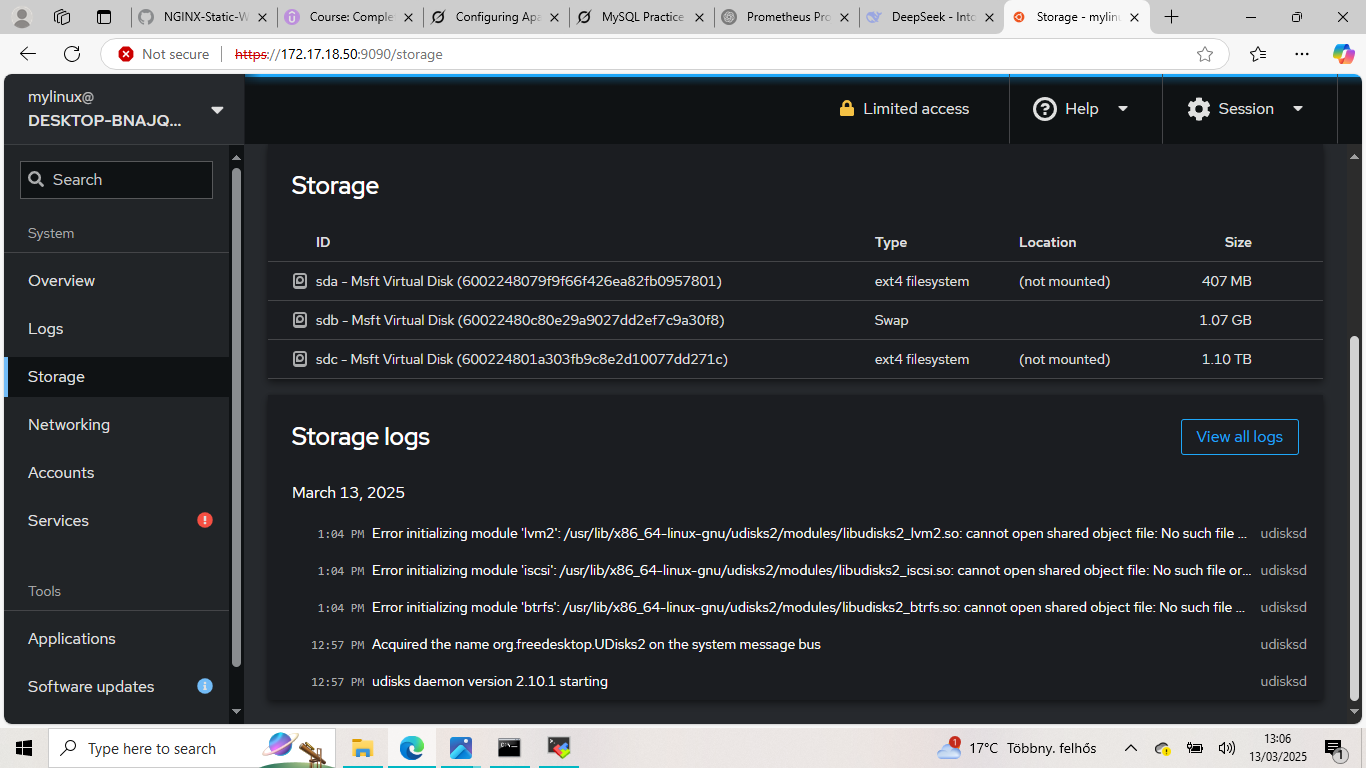 NGINX-Static-W
Course: Comple
Configuring Apa
MySQL Practice
Prometheus Pro
DeepSeek - Into
Storage - mylinu
Not secure
https://172.17.18.50:9090/storage
mylinux@
DESKTOP-BNAJQ...
Limited access
Help
Session
Search
System
Overview
Logs
Storage
Networking
Accounts
Services
Tools
Applications
Software updates
Storage
ID Type Location Size
sda - Msft Virtual Disk (6002248079f9f66f426ea82fb0957801) ext4 filesystem (not mounted) 407 MB
sdb - Msft Virtual Disk (60022480c80e29a9027dd2ef7c9a30f8) Swap 1.07 GB
sdc - Msft Virtual Disk (600224801a303fb9c8e2d10077dd271c) ext4 filesystem (not mounted) 1.10 TB
Storage logs
View all logs
March 13, 2025
1:04 PM Error initializing module 'lvm2': /usr/lib/x86_64-linux-gnu/udisks2/modules/libudisks2_lvm2.so: cannot open shared object file: No such file ... udisksd
1:04 PM Error initializing module 'iscsi': /usr/lib/x86_64-linux-gnu/udisks2/modules/libudisks2_iscsi.so: cannot open shared object file: No such file or... udisksd
1:04 PM Error initializing module 'btrfs': /usr/lib/x86_64-linux-gnu/udisks2/modules/libudisks2_btrfs.so: cannot open shared object file: No such file ... udisksd
12:57 PM Acquired the name org.freedesktop.UDisks2 on the system message bus udisksd
12:57 PM udisks daemon version 2.10.1 starting udisksd
Type here to search
1
17°C Többny. felhős
13:06
13/03/2025
1